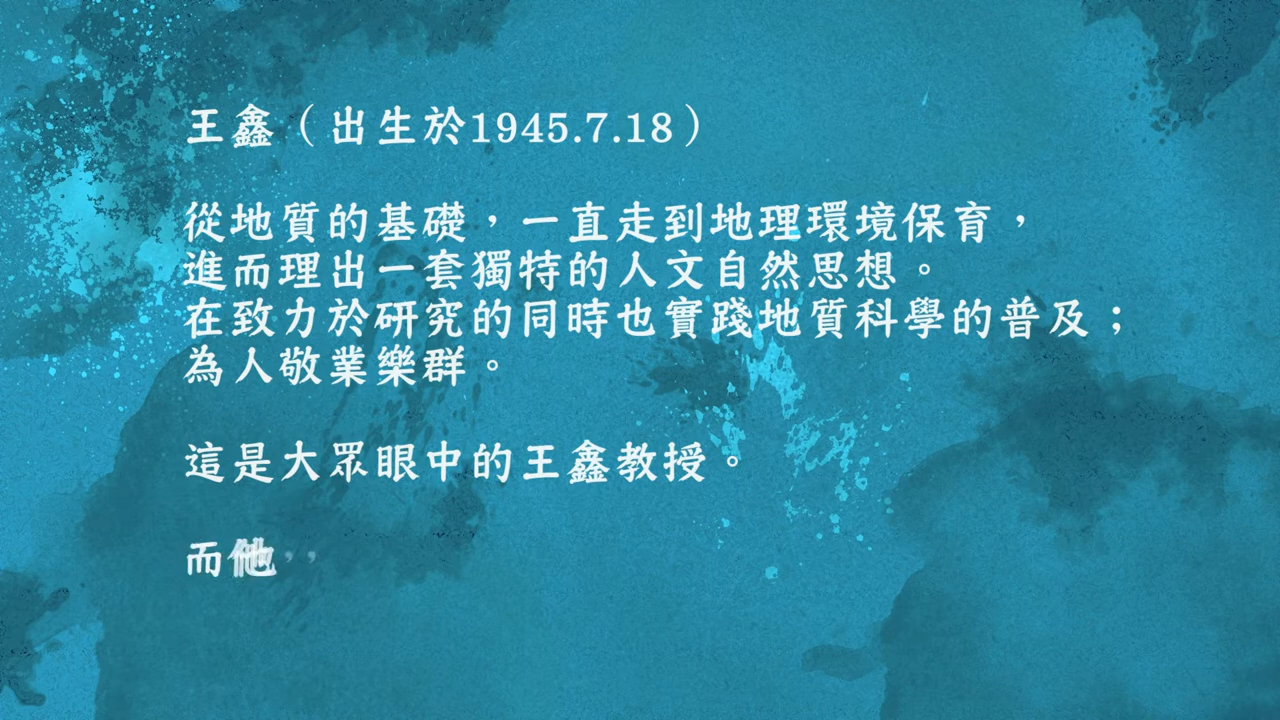 王鑫（出生於1945.7.18）
從地質的基礎，一直走到地理環境保育，
進而理出一套獨特的人文自然思想。
在致力於研究的同時也實踐地質科學的普及；
為人敬業樂群。
這是大眾眼中的王鑫教授。
而他，